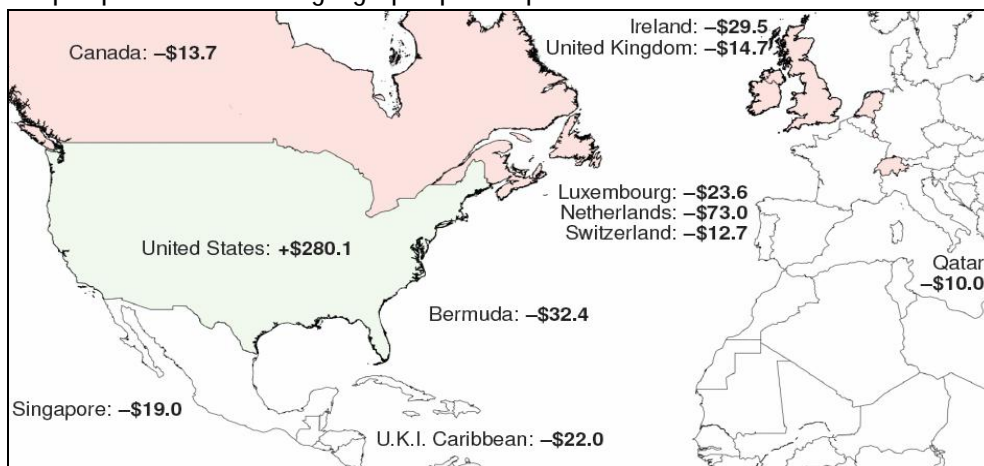 Canada: –$13.7
Ireland: –$29.5
United Kingdom: –$14.7
Luxembourg: –$23.6
Netherlands: –$73.0
Switzerland: –$12.7
United States: +$280.1
Qatar
–$10.0
Bermuda: –$32.4
Singapore: –$19.0
U.K.I. Caribbean: –$22.0